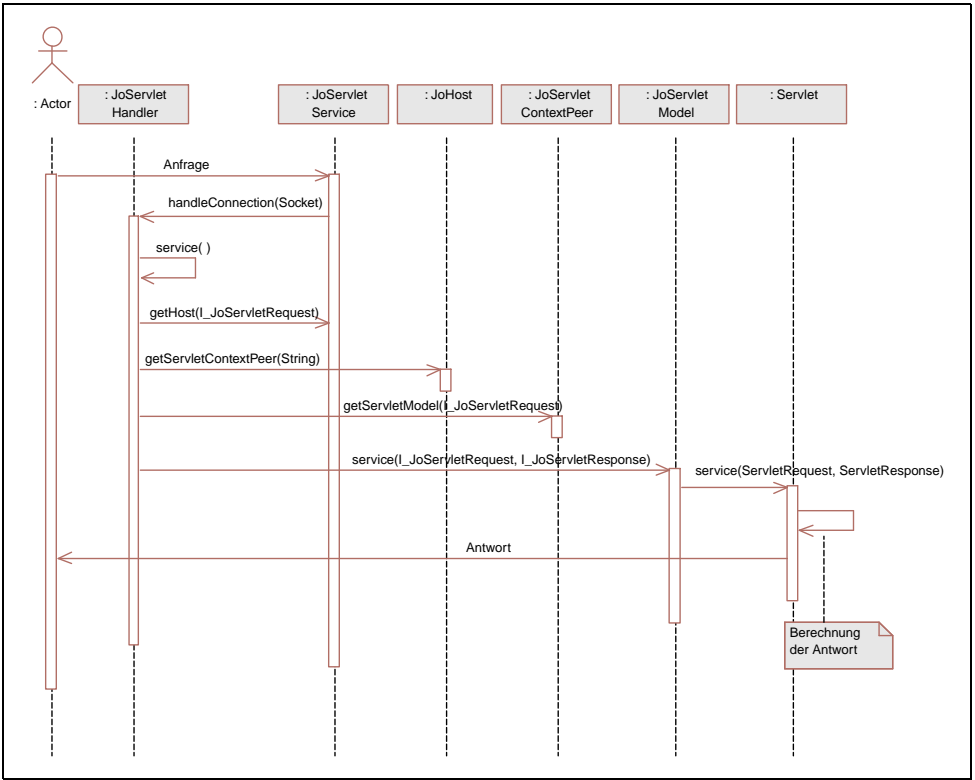 : Actor
: JoServlet
Handler
: JoServlet
Service
: JoHost
: JoServlet
ContextPeer
: JoServlet
Model
: Servlet
Anfrage
handleConnection(Socket)
service( )
getHost(I_JoServletRequest)
getServletContextPeer(String)
getServletModel(I_JoServletRequest)
service(I_JoServletRequest, I_JoServletResponse)
service(ServletRequest, ServletResponse)
Antwort
Berechnung
der Antwort